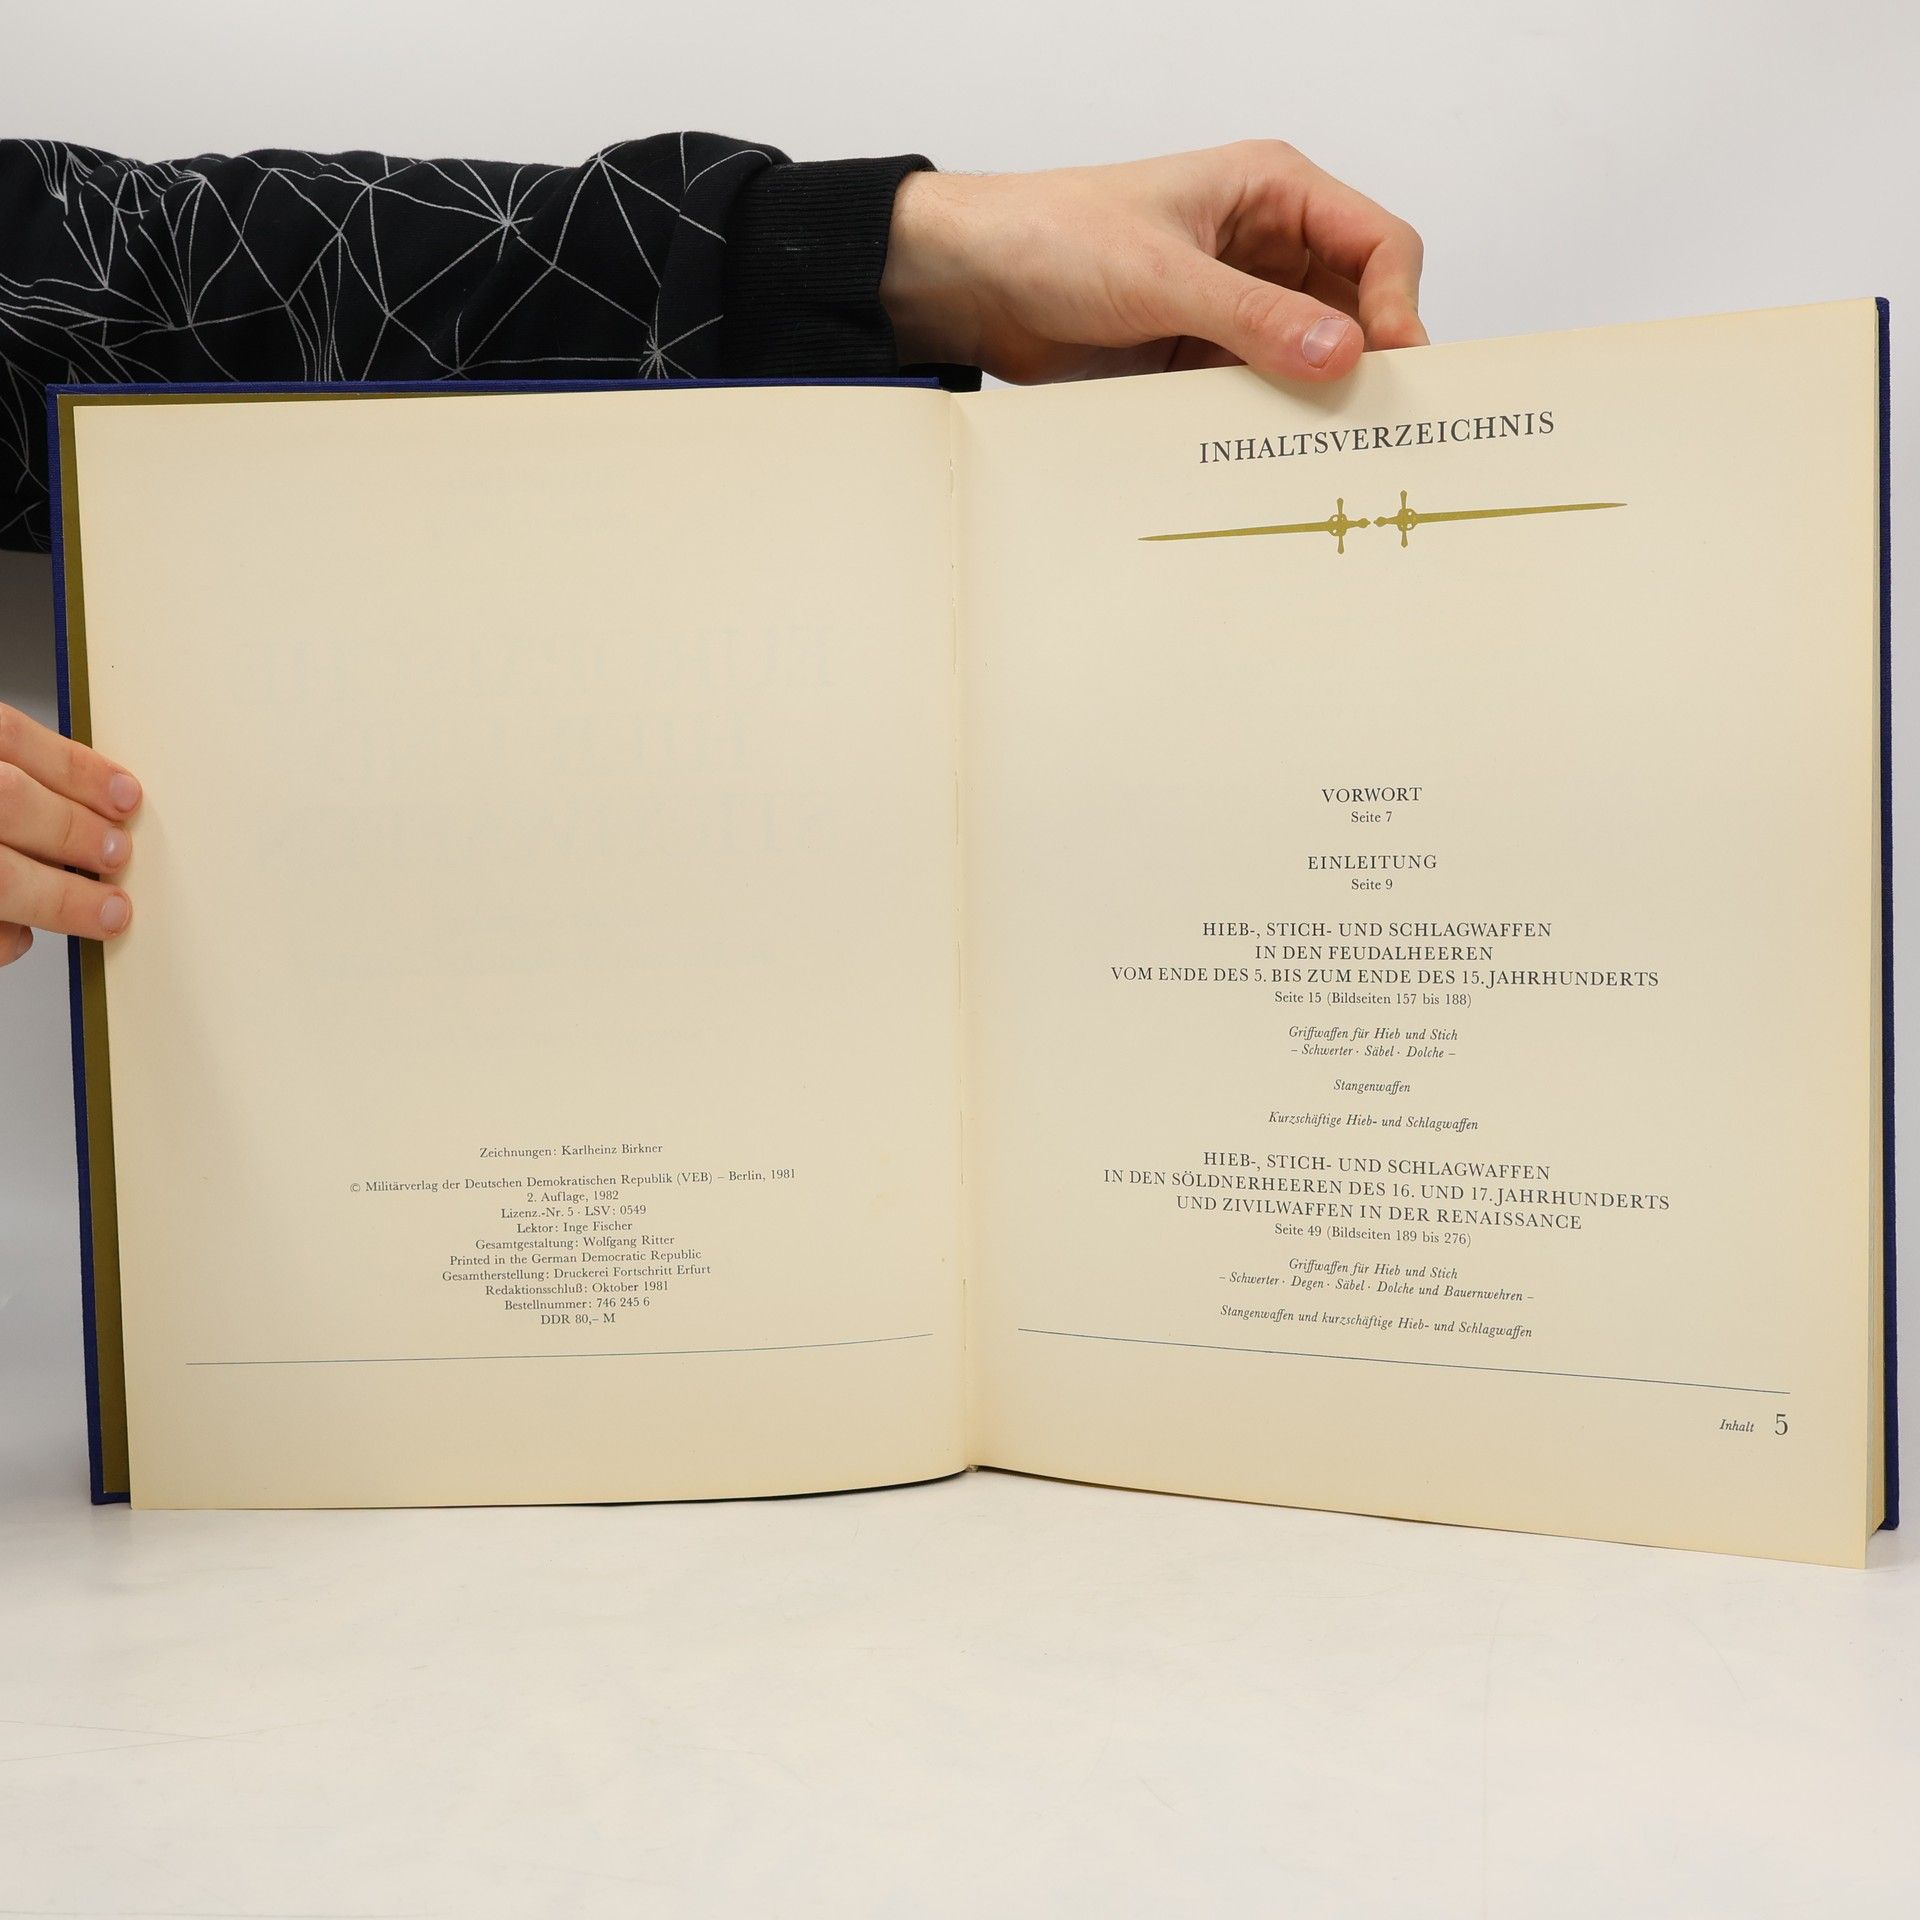 Zeichnungen: Karlheinz Birkner
© Militärverlag der Deutschen Demokratischen Republik (VEB) – Berlin, 1981
2. Auflage, 1982
Lizenz.-Nr. 5 · LSV: 0549
Lektor: Inge Fischer
Gesamtgestaltung: Wolfgang Ritter
Printed in the German Democratic Republic
Gesamtherstellung: Druckerei Fortschritt Erfurt
Redaktionsschluß: Oktober 1981
Bestellnummer: 746 245 6
DDR 80,– M
INHALTSVERZEICHNIS
VORWORT
Seite 7
EINLEITUNG
Seite 9
HIEB-, STICH- UND SCHLAGWAFFEN
IN DEN FEUDALHEEREN
VOM ENDE DES 5. BIS ZUM ENDE DES 15. JAHRHUNDERTS
Seite 15 (Bildseiten 157 bis 188)
Griffwaffen für Hieb und Stich
– Schwerter · Säbel · Dolche –
Stangenwaffen
Kurzschäftige Hieb- und Schlagwaffen
HIEB-, STICH- UND SCHLAGWAFFEN
IN DEN SÖLDNERHEEREN DES 16. UND 17. JAHRHUNDERTS
UND ZIVILWAFFEN IN DER RENAISSANCE
Seite 49 (Bildseiten 189 bis 276)
Griffwaffen für Hieb und Stich
– Schwerter · Degen · Säbel · Dolche und Bauernwehren –
Stangenwaffen und kurzschäftige Hieb- und Schlagwaffen
Inhalt 5